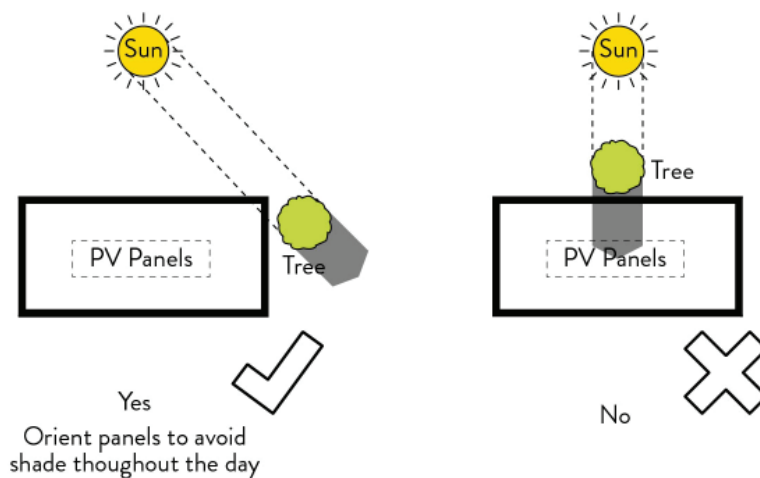 Sun
PV Panels
Tree
Yes
Orient panels to avoid
shade thoughout the day
Sun
Tree
PV Panels
No